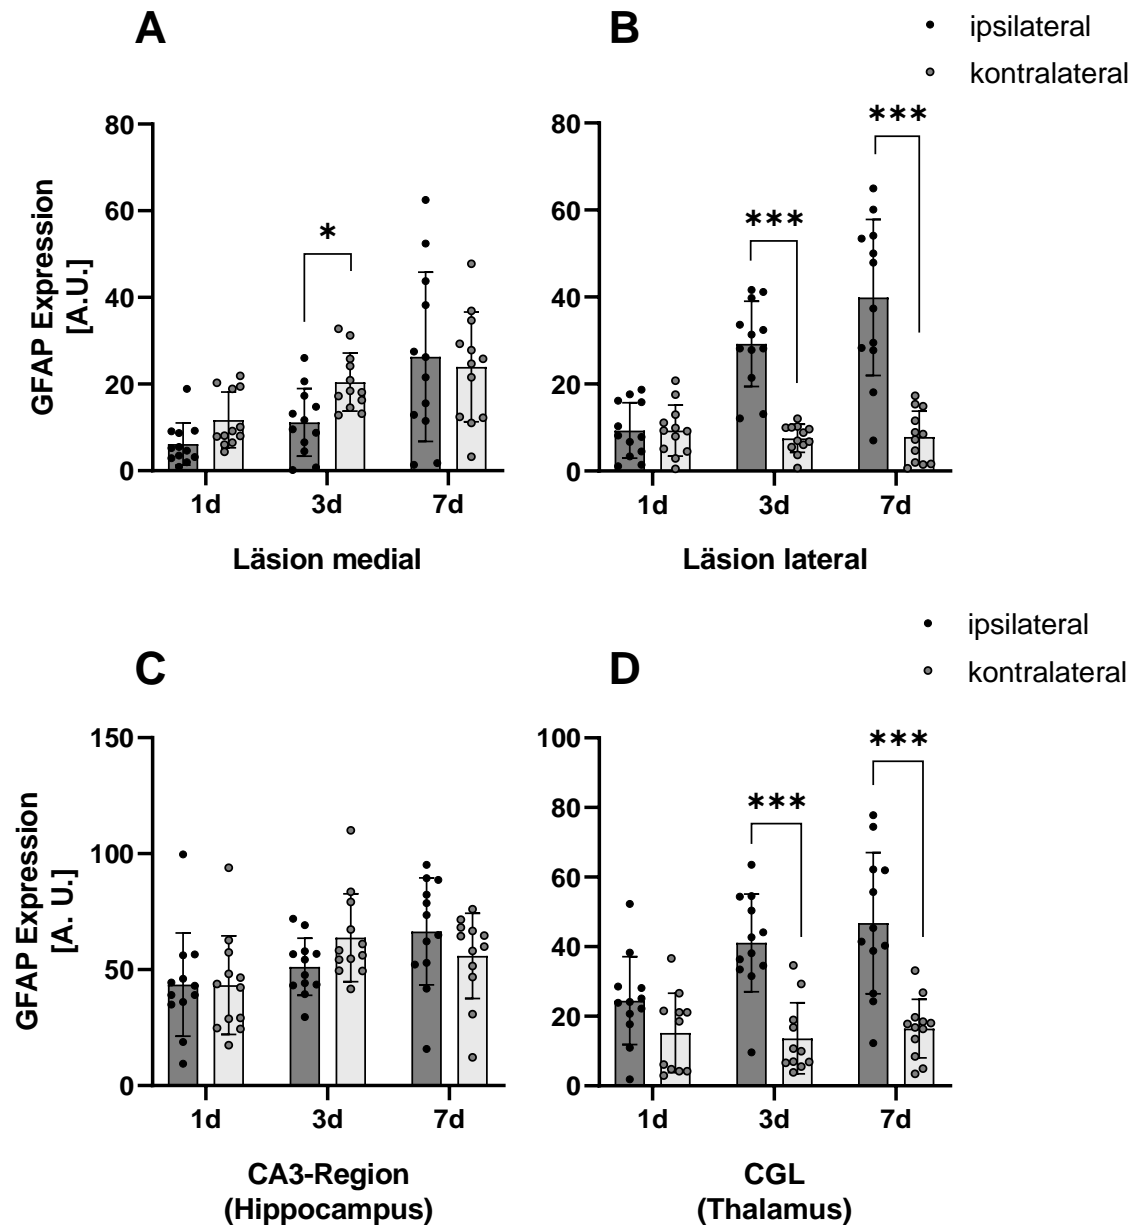 A
B
ipsilateral
kontralateral
GFAP Expression
[A.U.]
80
60
40
20
0
*
1d
3d
7d
Läsion medial
80
60
40
20
0
***
***
1d
3d
7d
Läsion lateral
ipsilateral
kontralateral
C
D
GFAP Expression
[A. U.]
150
100
50
0
1d
3d
7d
CA3-Region
(Hippocampus)
100
80
60
40
20
0
***
***
1d
3d
7d
CGL
(Thalamus)